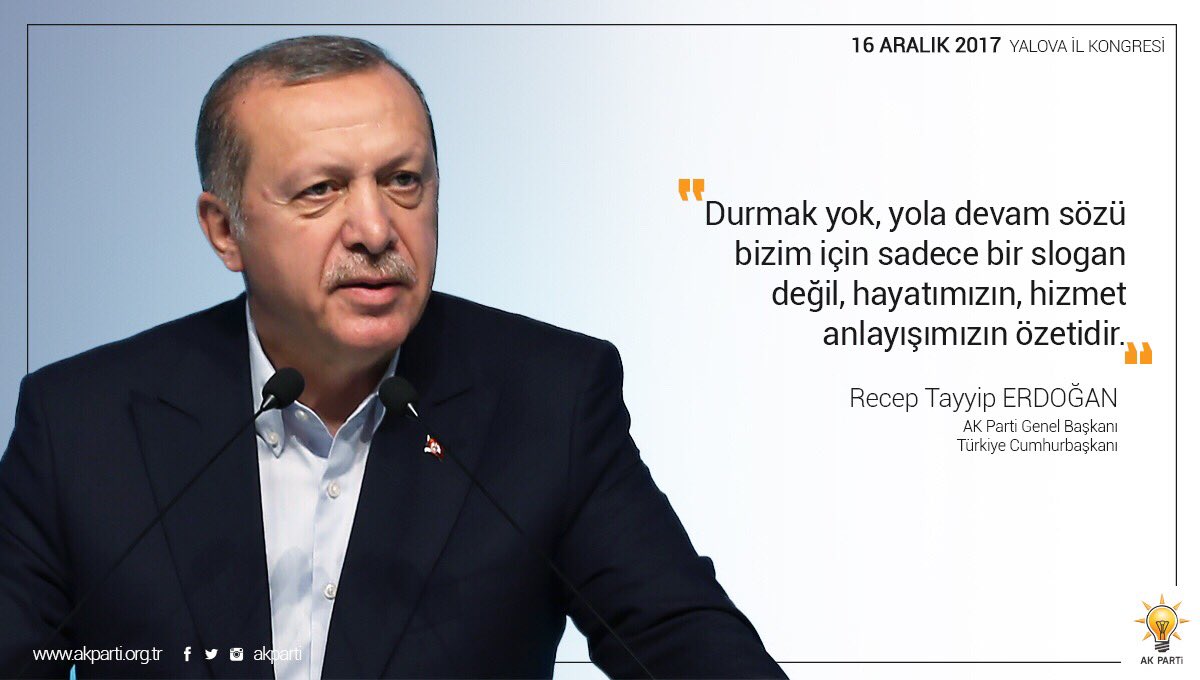 16 ARALIK 2017 YALOVA İL KONGRESİ
"Durmak yok, yola devam sözü
bizim için sadece bir slogan
değil, hayatımızın, hizmet
anlayışımızın özetidir."
Recep Tayyip ERDOĞAN
AK Parti Genel Başkanı
Türkiye Cumhurbaşkanı
www.akparti.org.tr akparti
AK PARTİ